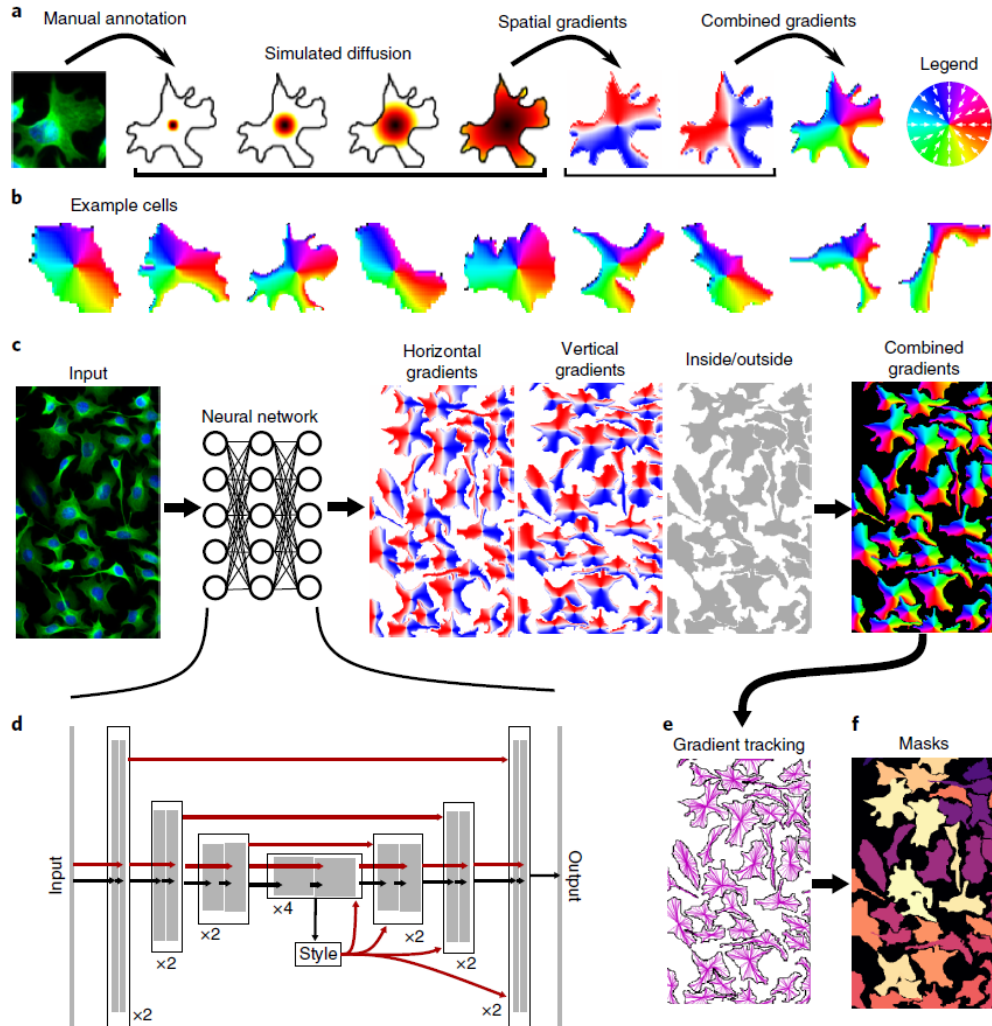 a
Manual annotation
Simulated diffusion
Spatial gradients
Combined gradients
Legend
b
Example cells
c
Input
Neural network
Horizontal
gradients
Vertical
gradients
Inside/outside
Combined
gradients
d
Input
×2
×2
×2
×4
Style
×2
×2
×2
Output
e
Gradient tracking
f
Masks